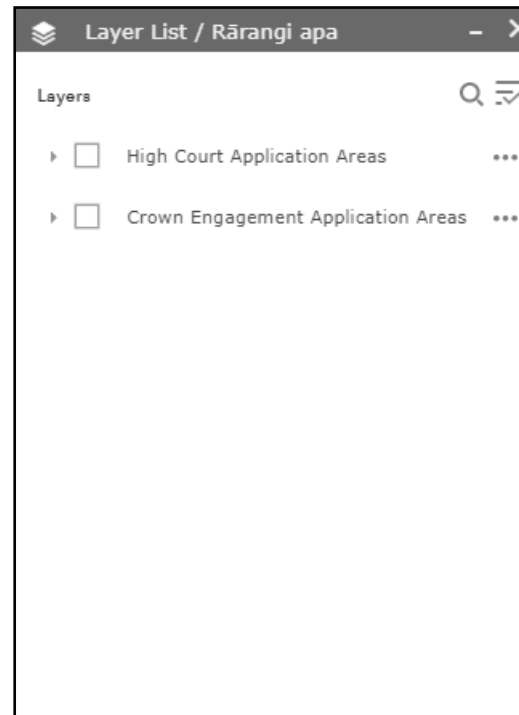 Layer List / Rārangi apa
Layers
High Court Application Areas
Crown Engagement Application Areas